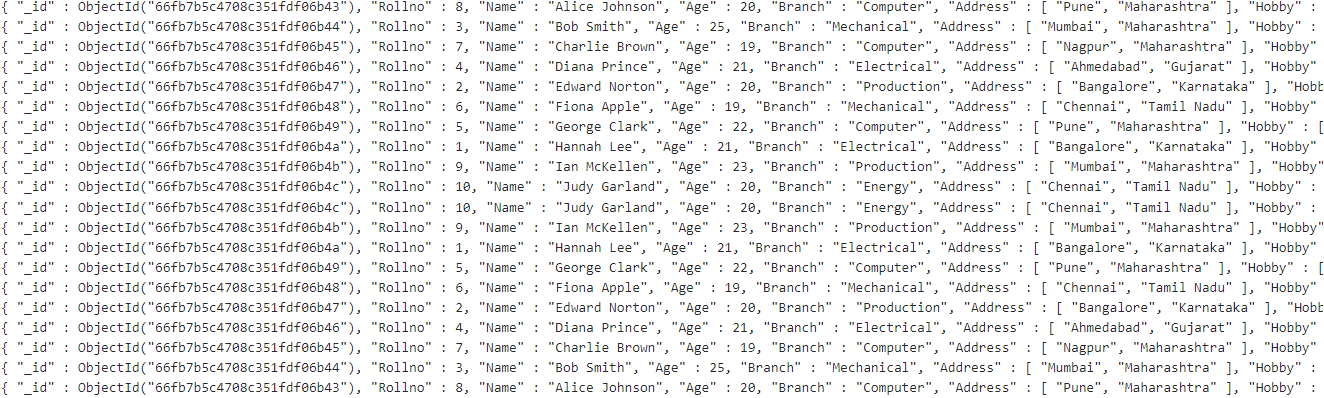 { "_id" : ObjectId("66fb7b5c4708c351fdf06b43"), "Rollno" : 8, "Name" : "Alice Johnson", "Age" : 20, "Branch" : "Computer", "Address" : [ "Pune", "Maharashtra" ], "Hobby" :
{ "_id" : ObjectId("66fb7b5c4708c351fdf06b44"), "Rollno" : 3, "Name" : "Bob Smith", "Age" : 25, "Branch" : "Mechanical", "Address" : [ "Mumbai", "Maharashtra" ], "Hobby" :
{ "_id" : ObjectId("66fb7b5c4708c351fdf06b45"), "Rollno" : 7, "Name" : "Charlie Brown", "Age" : 19, "Branch" : "Computer", "Address" : [ "Nagpur", "Maharashtra" ], "Hobby"
{ "_id" : ObjectId("66fb7b5c4708c351fdf06b46"), "Rollno" : 4, "Name" : "Diana Prince", "Age" : 21, "Branch" : "Electrical", "Address" : [ "Ahmedabad", "Gujarat" ], "Hobby"
{ "_id" : ObjectId("66fb7b5c4708c351fdf06b47"), "Rollno" : 2, "Name" : "Edward Norton", "Age" : 20, "Branch" : "Production", "Address" : [ "Bangalore", "Karnataka" ], "Hobb
{ "_id" : ObjectId("66fb7b5c4708c351fdf06b48"), "Rollno" : 6, "Name" : "Fiona Apple", "Age" : 19, "Branch" : "Mechanical", "Address" : [ "Chennai", "Tamil Nadu" ], "Hobby"
{ "_id" : ObjectId("66fb7b5c4708c351fdf06b49"), "Rollno" : 5, "Name" : "George Clark", "Age" : 22, "Branch" : "Computer", "Address" : [ "Pune", "Maharashtra" ], "Hobby" : [
{ "_id" : ObjectId("66fb7b5c4708c351fdf06b4a"), "Rollno" : 1, "Name" : "Hannah Lee", "Age" : 21, "Branch" : "Electrical", "Address" : [ "Bangalore", "Karnataka" ], "Hobby"
{ "_id" : ObjectId("66fb7b5c4708c351fdf06b4b"), "Rollno" : 9, "Name" : "Ian McKellen", "Age" : 23, "Branch" : "Production", "Address" : [ "Mumbai", "Maharashtra" ], "Hobby"
{ "_id" : ObjectId("66fb7b5c4708c351fdf06b4c"), "Rollno" : 10, "Name" : "Judy Garland", "Age" : 20, "Branch" : "Energy", "Address" : [ "Chennai", "Tamil Nadu" ], "Hobby" :
{ "_id" : ObjectId("66fb7b5c4708c351fdf06b4c"), "Rollno" : 10, "Name" : "Judy Garland", "Age" : 20, "Branch" : "Energy", "Address" : [ "Chennai", "Tamil Nadu" ], "Hobby" :
{ "_id" : ObjectId("66fb7b5c4708c351fdf06b4b"), "Rollno" : 9, "Name" : "Ian McKellen", "Age" : 23, "Branch" : "Production", "Address" : [ "Mumbai", "Maharashtra" ], "Hobby"
{ "_id" : ObjectId("66fb7b5c4708c351fdf06b4a"), "Rollno" : 1, "Name" : "Hannah Lee", "Age" : 21, "Branch" : "Electrical", "Address" : [ "Bangalore", "Karnataka" ], "Hobby"
{ "_id" : ObjectId("66fb7b5c4708c351fdf06b49"), "Rollno" : 5, "Name" : "George Clark", "Age" : 22, "Branch" : "Computer", "Address" : [ "Pune", "Maharashtra" ], "Hobby" : [
{ "_id" : ObjectId("66fb7b5c4708c351fdf06b48"), "Rollno" : 6, "Name" : "Fiona Apple", "Age" : 19, "Branch" : "Mechanical", "Address" : [ "Chennai", "Tamil Nadu" ], "Hobby"
{ "_id" : ObjectId("66fb7b5c4708c351fdf06b47"), "Rollno" : 2, "Name" : "Edward Norton", "Age" : 20, "Branch" : "Production", "Address" : [ "Bangalore", "Karnataka" ], "Hobb
{ "_id" : ObjectId("66fb7b5c4708c351fdf06b46"), "Rollno" : 4, "Name" : "Diana Prince", "Age" : 21, "Branch" : "Electrical", "Address" : [ "Ahmedabad", "Gujarat" ], "Hobby"
{ "_id" : ObjectId("66fb7b5c4708c351fdf06b45"), "Rollno" : 7, "Name" : "Charlie Brown", "Age" : 19, "Branch" : "Computer", "Address" : [ "Nagpur", "Maharashtra" ], "Hobby"
{ "_id" : ObjectId("66fb7b5c4708c351fdf06b44"), "Rollno" : 3, "Name" : "Bob Smith", "Age" : 25, "Branch" : "Mechanical", "Address" : [ "Mumbai", "Maharashtra" ], "Hobby" :
{ "_id" : ObjectId("66fb7b5c4708c351fdf06b43"), "Rollno" : 8, "Name" : "Alice Johnson", "Age" : 20, "Branch" : "Computer", "Address" : [ "Pune", "Maharashtra" ], "Hobby" :